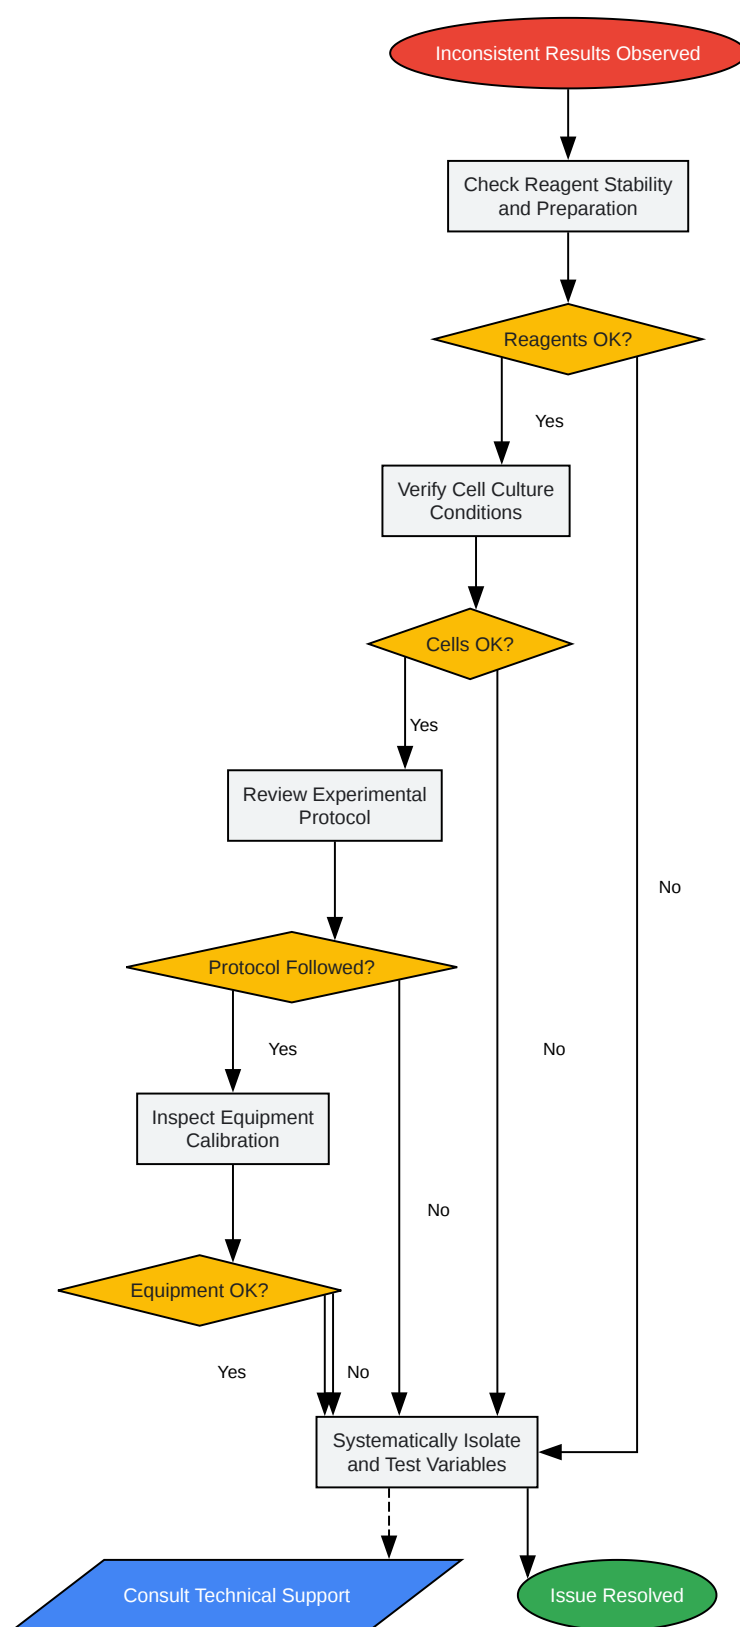 Inconsistent Results Observed
Check Reagent Stability
and Preparation
Reagents OK?
Yes
Verify Cell Culture
Conditions
Cells OK?
Yes
Review Experimental
Protocol
No
Protocol Followed?
Yes
No
Inspect Equipment
Calibration
No
Equipment OK?
Yes
No
Systematically Isolate
and Test Variables
Consult Technical Support
Issue Resolved